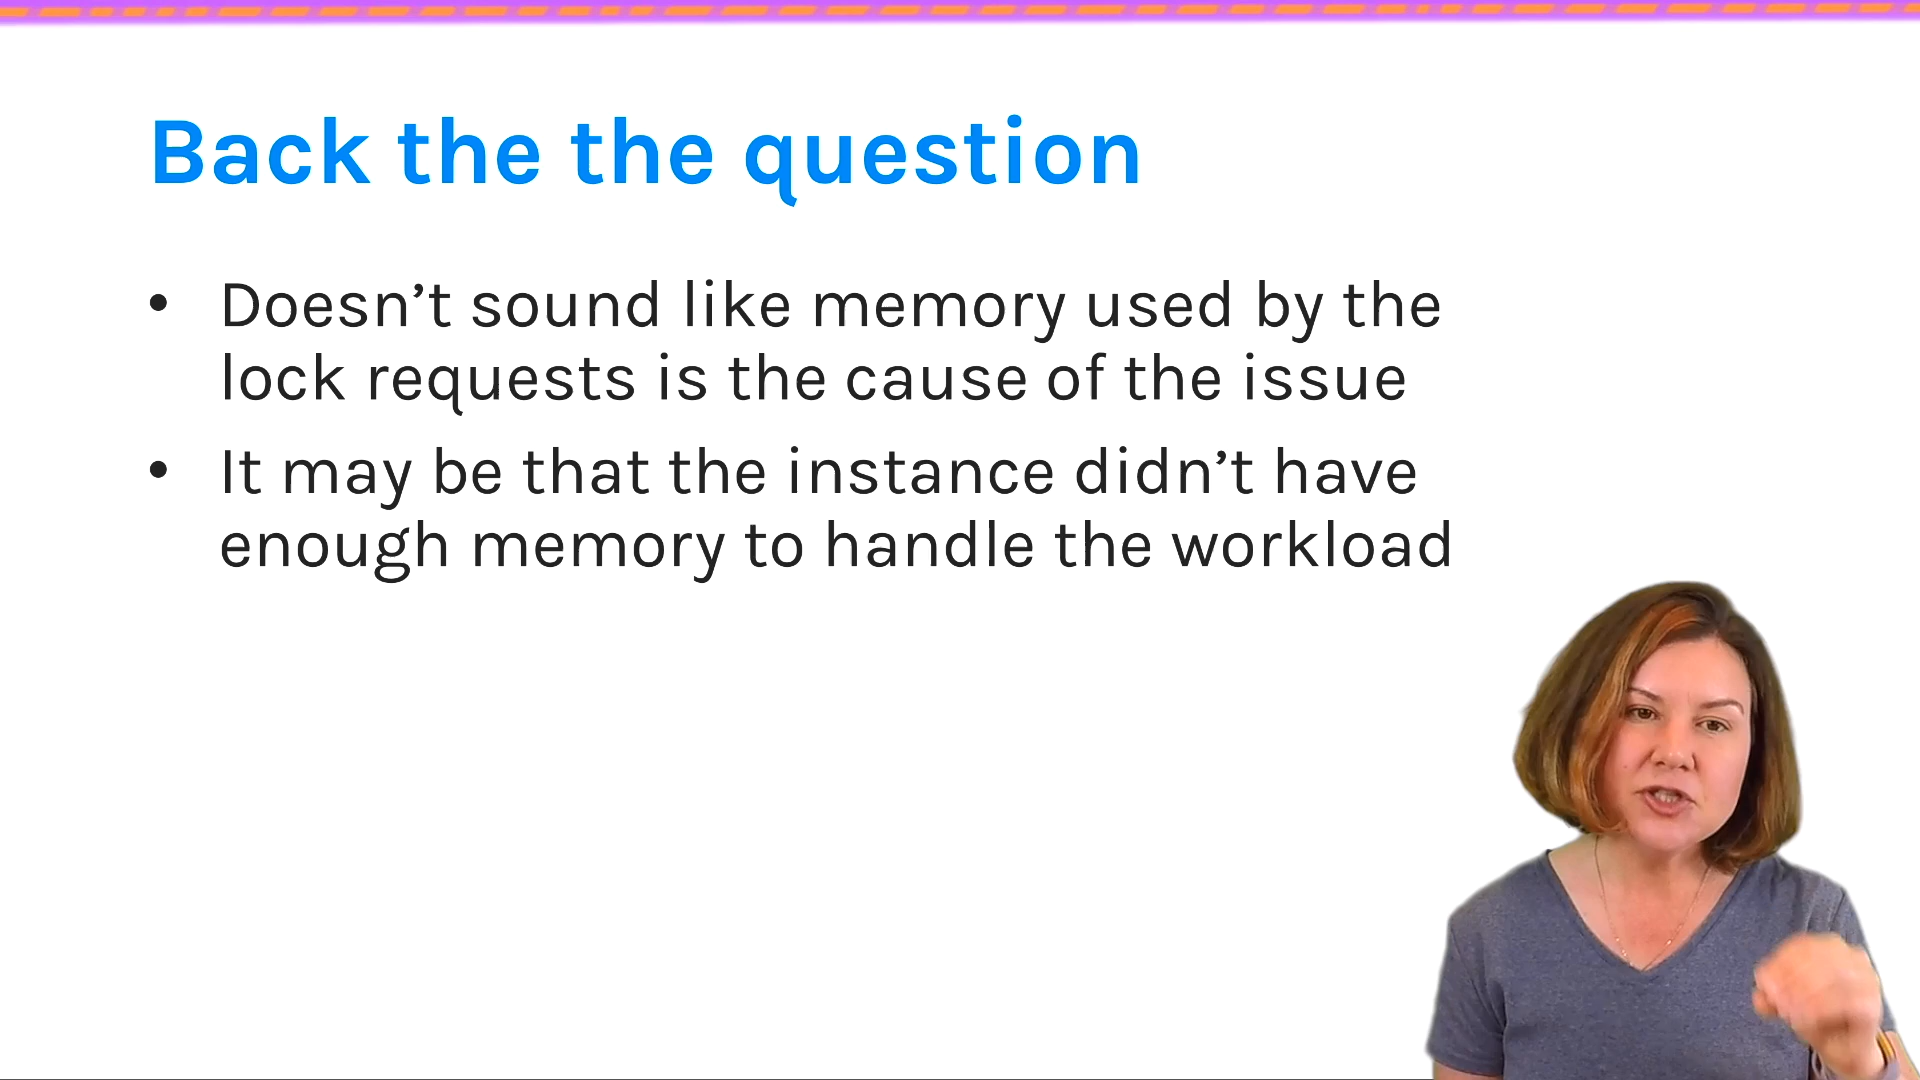 Back the the question
• Doesn’t sound like memory used by the
lock requests is the cause of the issue
• It may be that the instance didn’t have
enough memory to handle the workload